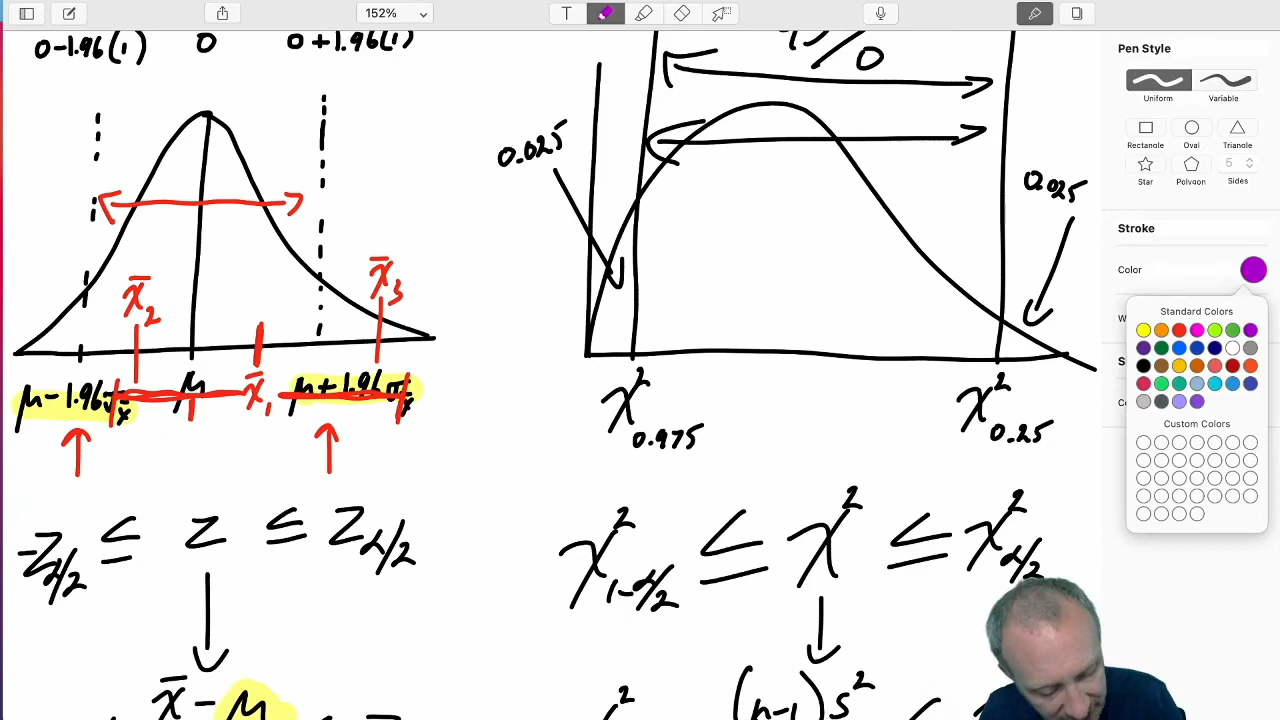 152%
T
0-1.96(1) 0 0+1.96(1)
0.025
0.025
x̄2
x̄3
μ-1.96σx̄ μ x̄1 μ+1.96σx̄
χ²0.975
χ²0.25
-Zα/2 ≤ Z ≤ Zα/2
χ²1-α/2 ≤ χ² ≤ χ²α/2
x̄-μ
(n-1)s²
Pen Style
Uniform Variable
Rectangle Oval Triangle
Star Polygon Sides
5
Stroke
Color
Standard Colors
Custom Colors